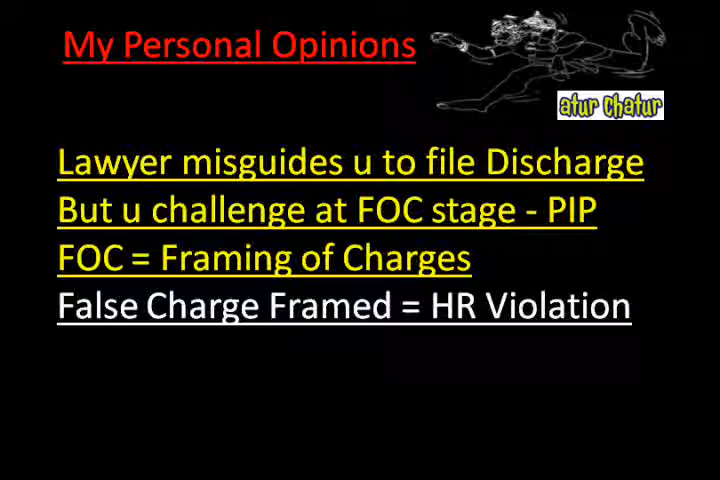 My Personal Opinions
atur chatur
Lawyer misguides u to file Discharge
But u challenge at FOC stage - PIP
FOC = Framing of Charges
False Charge Framed = HR Violation